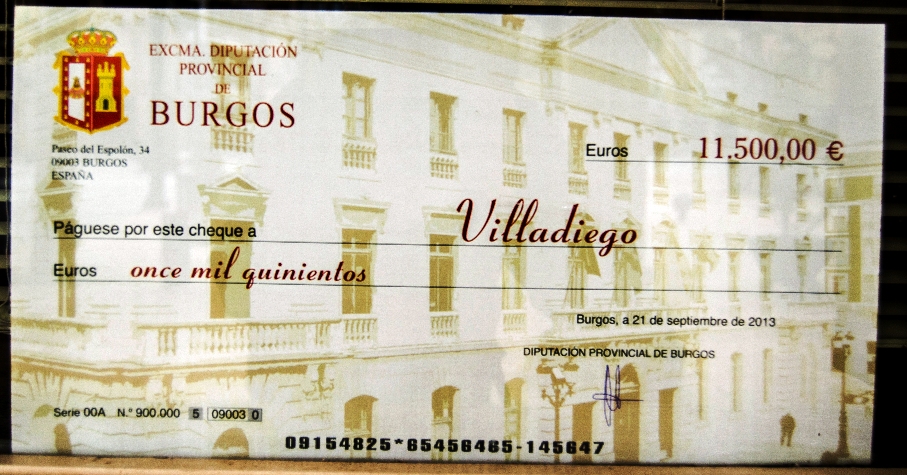 EXCMA. DIPUTACIÓN
PROVINCIAL
DE
BURGOS
Paseo del Espolón, 34
09003 BURGOS
ESPAÑA
Euros 11.500,00 €
Páguese por este cheque a Villadiego
Euros once mil quinientos
Burgos, a 21 de septiembre de 2013
DIPUTACION PROVINCIAL DE BURGOS
Serie 00A N.º 900.000 5 09003 0
09154825*65456465-145647